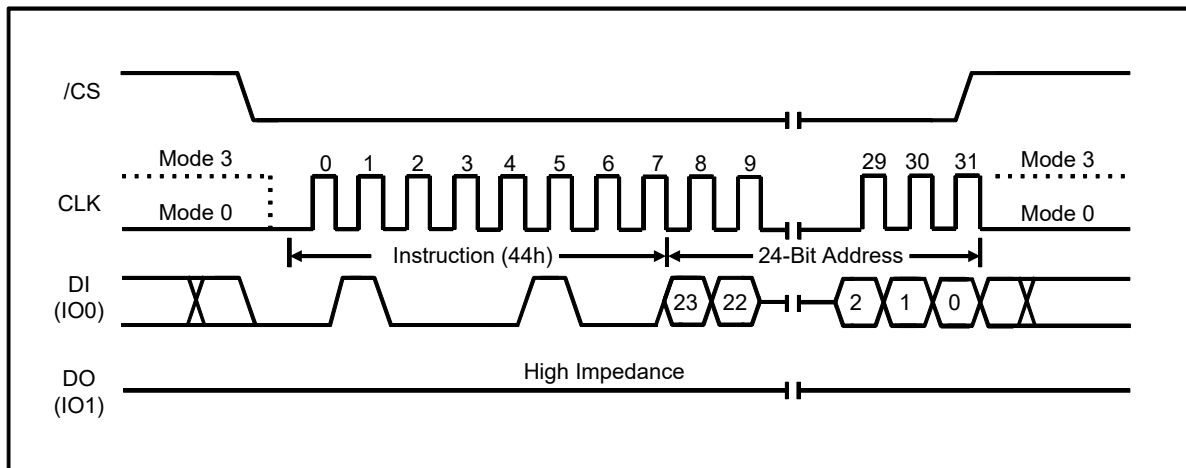 /CS
Mode 3
0 1 2 3 4 5 6 7 8 9 29 30 31
Mode 3
CLK
Mode 0
Mode 0
Instruction (44h)
24-Bit Address
DI
(IO0)
23 22 2 1 0
High Impedance
DO
(IO1)